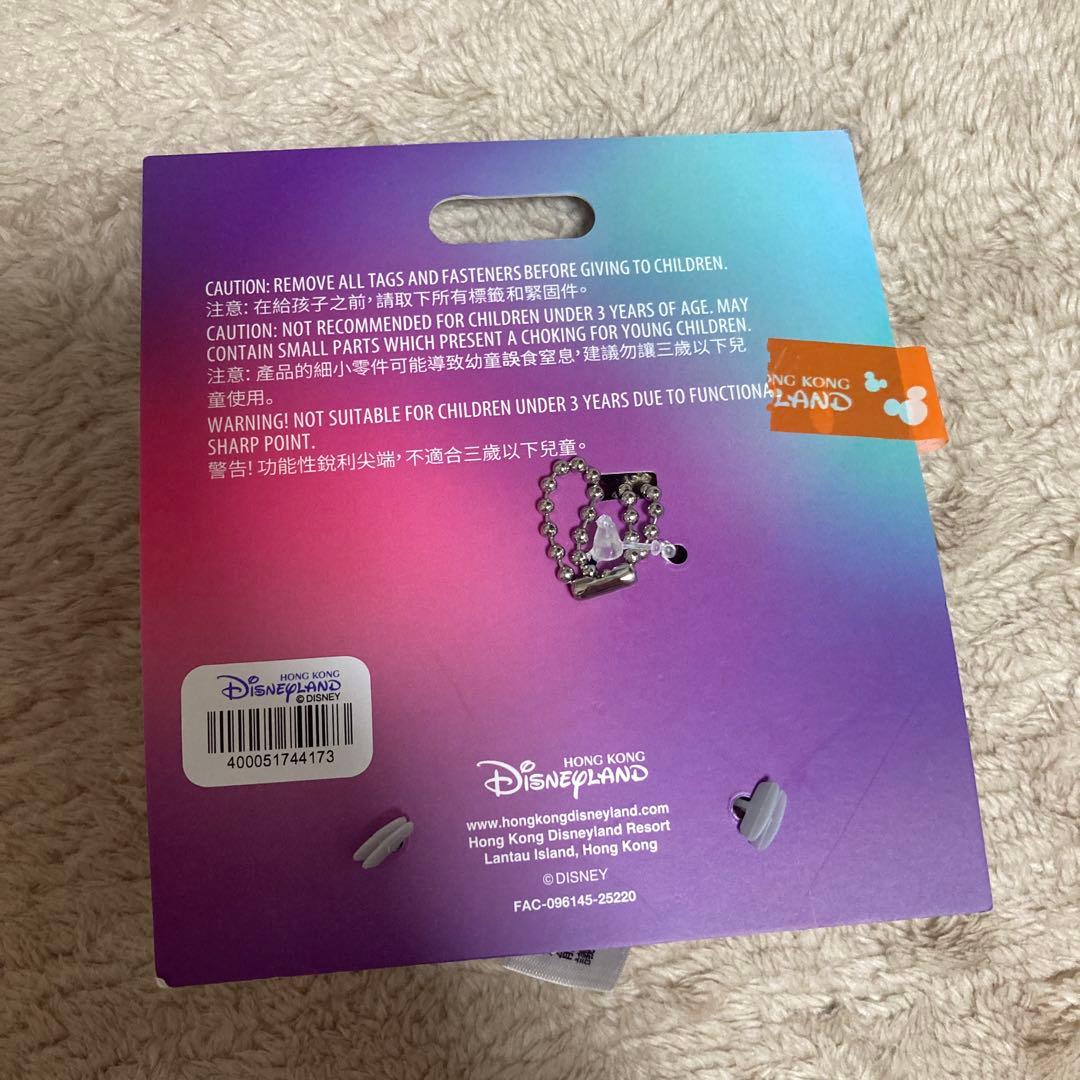 CAUTION: REMOVE ALL TAGS AND FASTENERS BEFORE GIVING TO CHILDREN.
注意: 在給孩子之前,請取下所有標籤和緊固件。
CAUTION: NOT RECOMMENDED FOR CHILDREN UNDER 3 YEARS OF AGE. MAY
CONTAIN SMALL PARTS WHICH PRESENT A CHOKING FOR YOUNG CHILDREN.
注意: 產品的細小零件可能導致幼童誤食窒息,建議勿讓三歲以下兒
童使用。
WARNING! NOT SUITABLE FOR CHILDREN UNDER 3 YEARS DUE TO FUNCTIONA
SHARP POINT.
警告! 功能性銳利尖端,不適合三歲以下兒童。
KONG
LAND
HONG KONG
DISNEYLAND
© DISNEY
400051744173
HONG KONG
DISNEYLAND
www.hongkongdisneyland.com
Hong Kong Disneyland Resort
Lantau Island, Hong Kong
© DISNEY
FAC-096145-25220